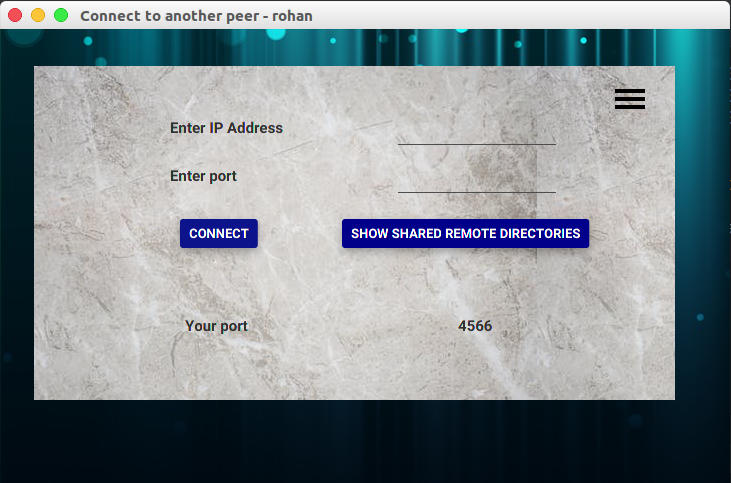 Connect to another peer - rohan
Enter IP Address
Enter port
CONNECT
SHOW SHARED REMOTE DIRECTORIES
Your port
4566